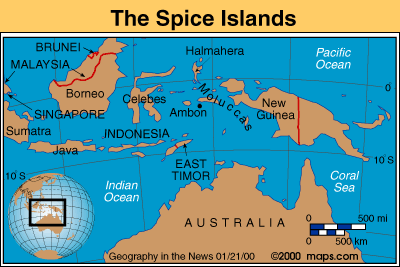 The Spice Islands
BRUNEI
MALAYSIA
Halmahera
Pacific
Ocean
Borneo
Celebes
Moluccas
0
SINGAPORE
Ambon
New
Guinea
Sumatra
INDONESIA
Java
EAST
TIMOR
10 S
10 S
Indian
Ocean
Coral
Sea
AUSTRALIA
0
500 mi
0
500 km
Geography in the News 01/21/00
©2000 maps.com